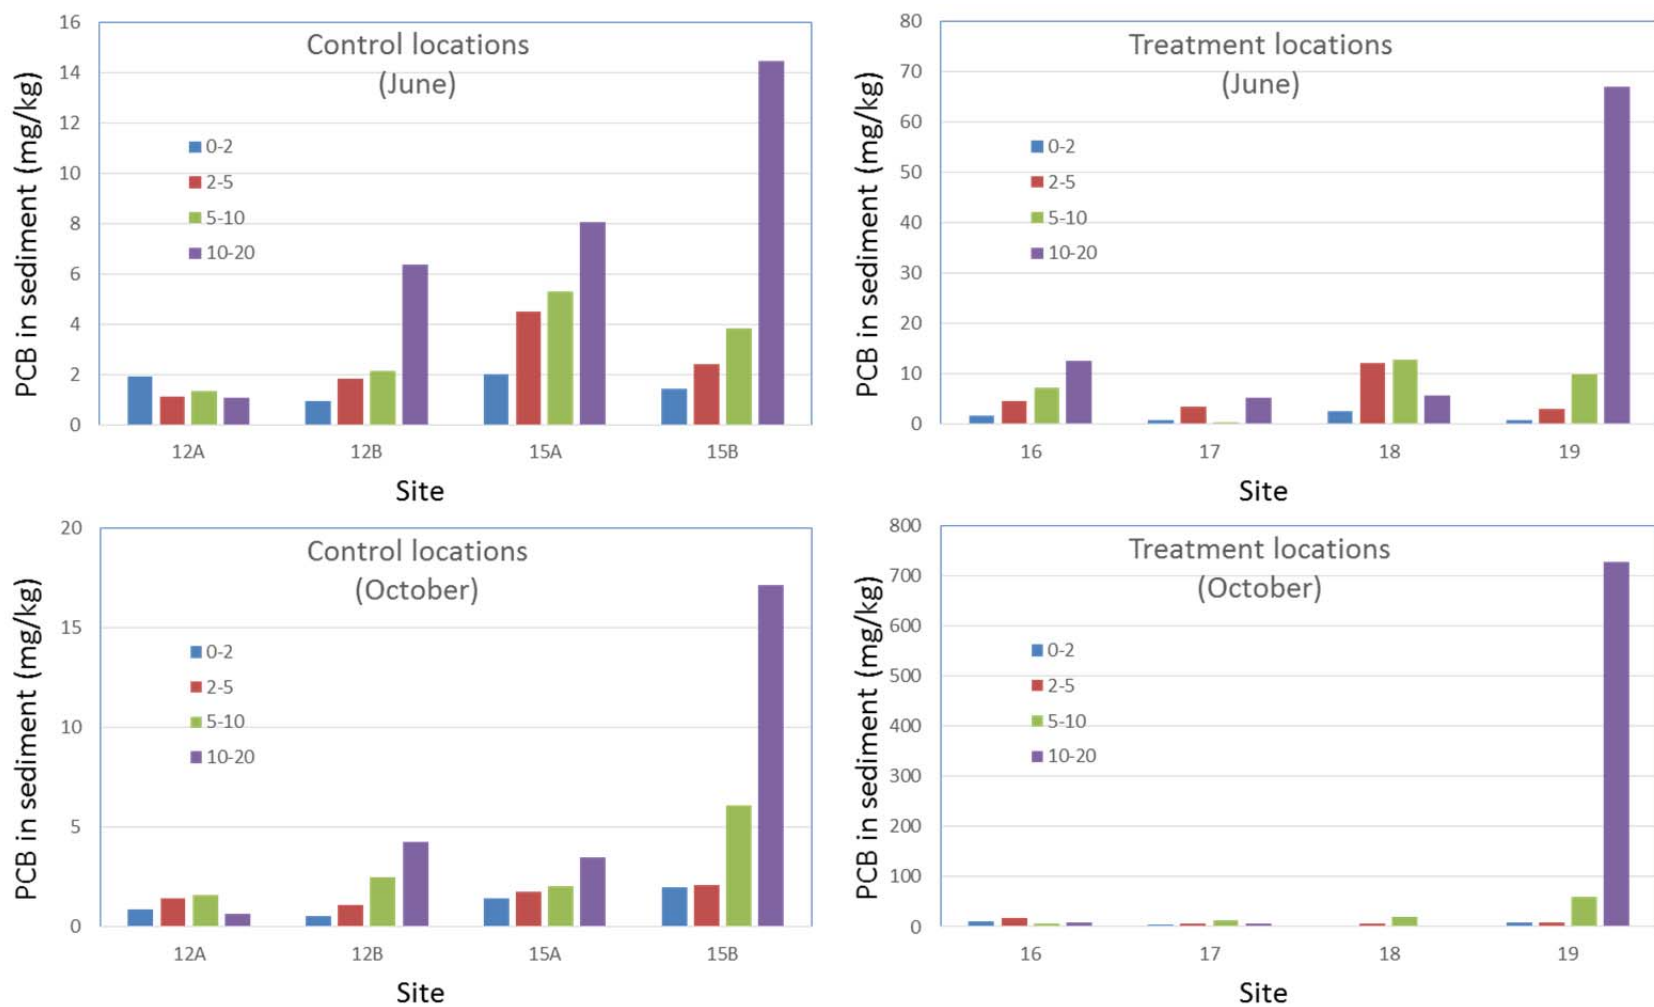 Control locations
(June)
PCB in sediment (mg/kg)
16
14
12
10
8
6
4
2
0
0-2
2-5
5-10
10-20
12A 12B 15A 15B
Site
Treatment locations
(June)
PCB in sediment (mg/kg)
80
70
60
50
40
30
20
10
0
0-2
2-5
5-10
10-20
16 17 18 19
Site
Control locations
(October)
PCB in sediment (mg/kg)
20
15
10
5
0
0-2
2-5
5-10
10-20
12A 12B 15A 15B
Site
Treatment locations
(October)
PCB in sediment (mg/kg)
800
700
600
500
400
300
200
100
0
0-2
2-5
5-10
10-20
16 17 18 19
Site